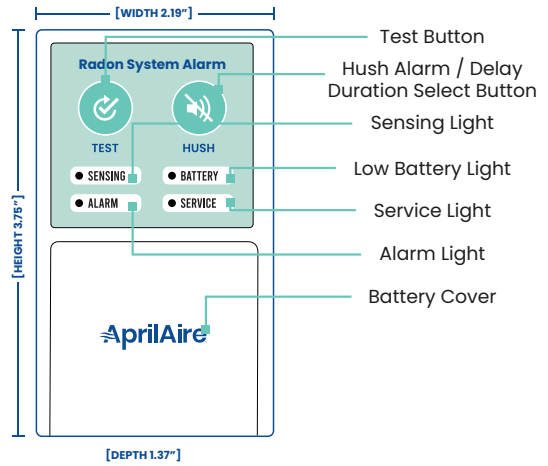 [WIDTH 2.19"]
Radon System Alarm
TEST
HUSH
SENSING
BATTERY
ALARM
SERVICE
AprilAire
[HEIGHT 3.75"]
[DEPTH 1.37"]
Test Button
Hush Alarm / Delay
Duration Select Button
Sensing Light
Low Battery Light
Service Light
Alarm Light
Battery Cover